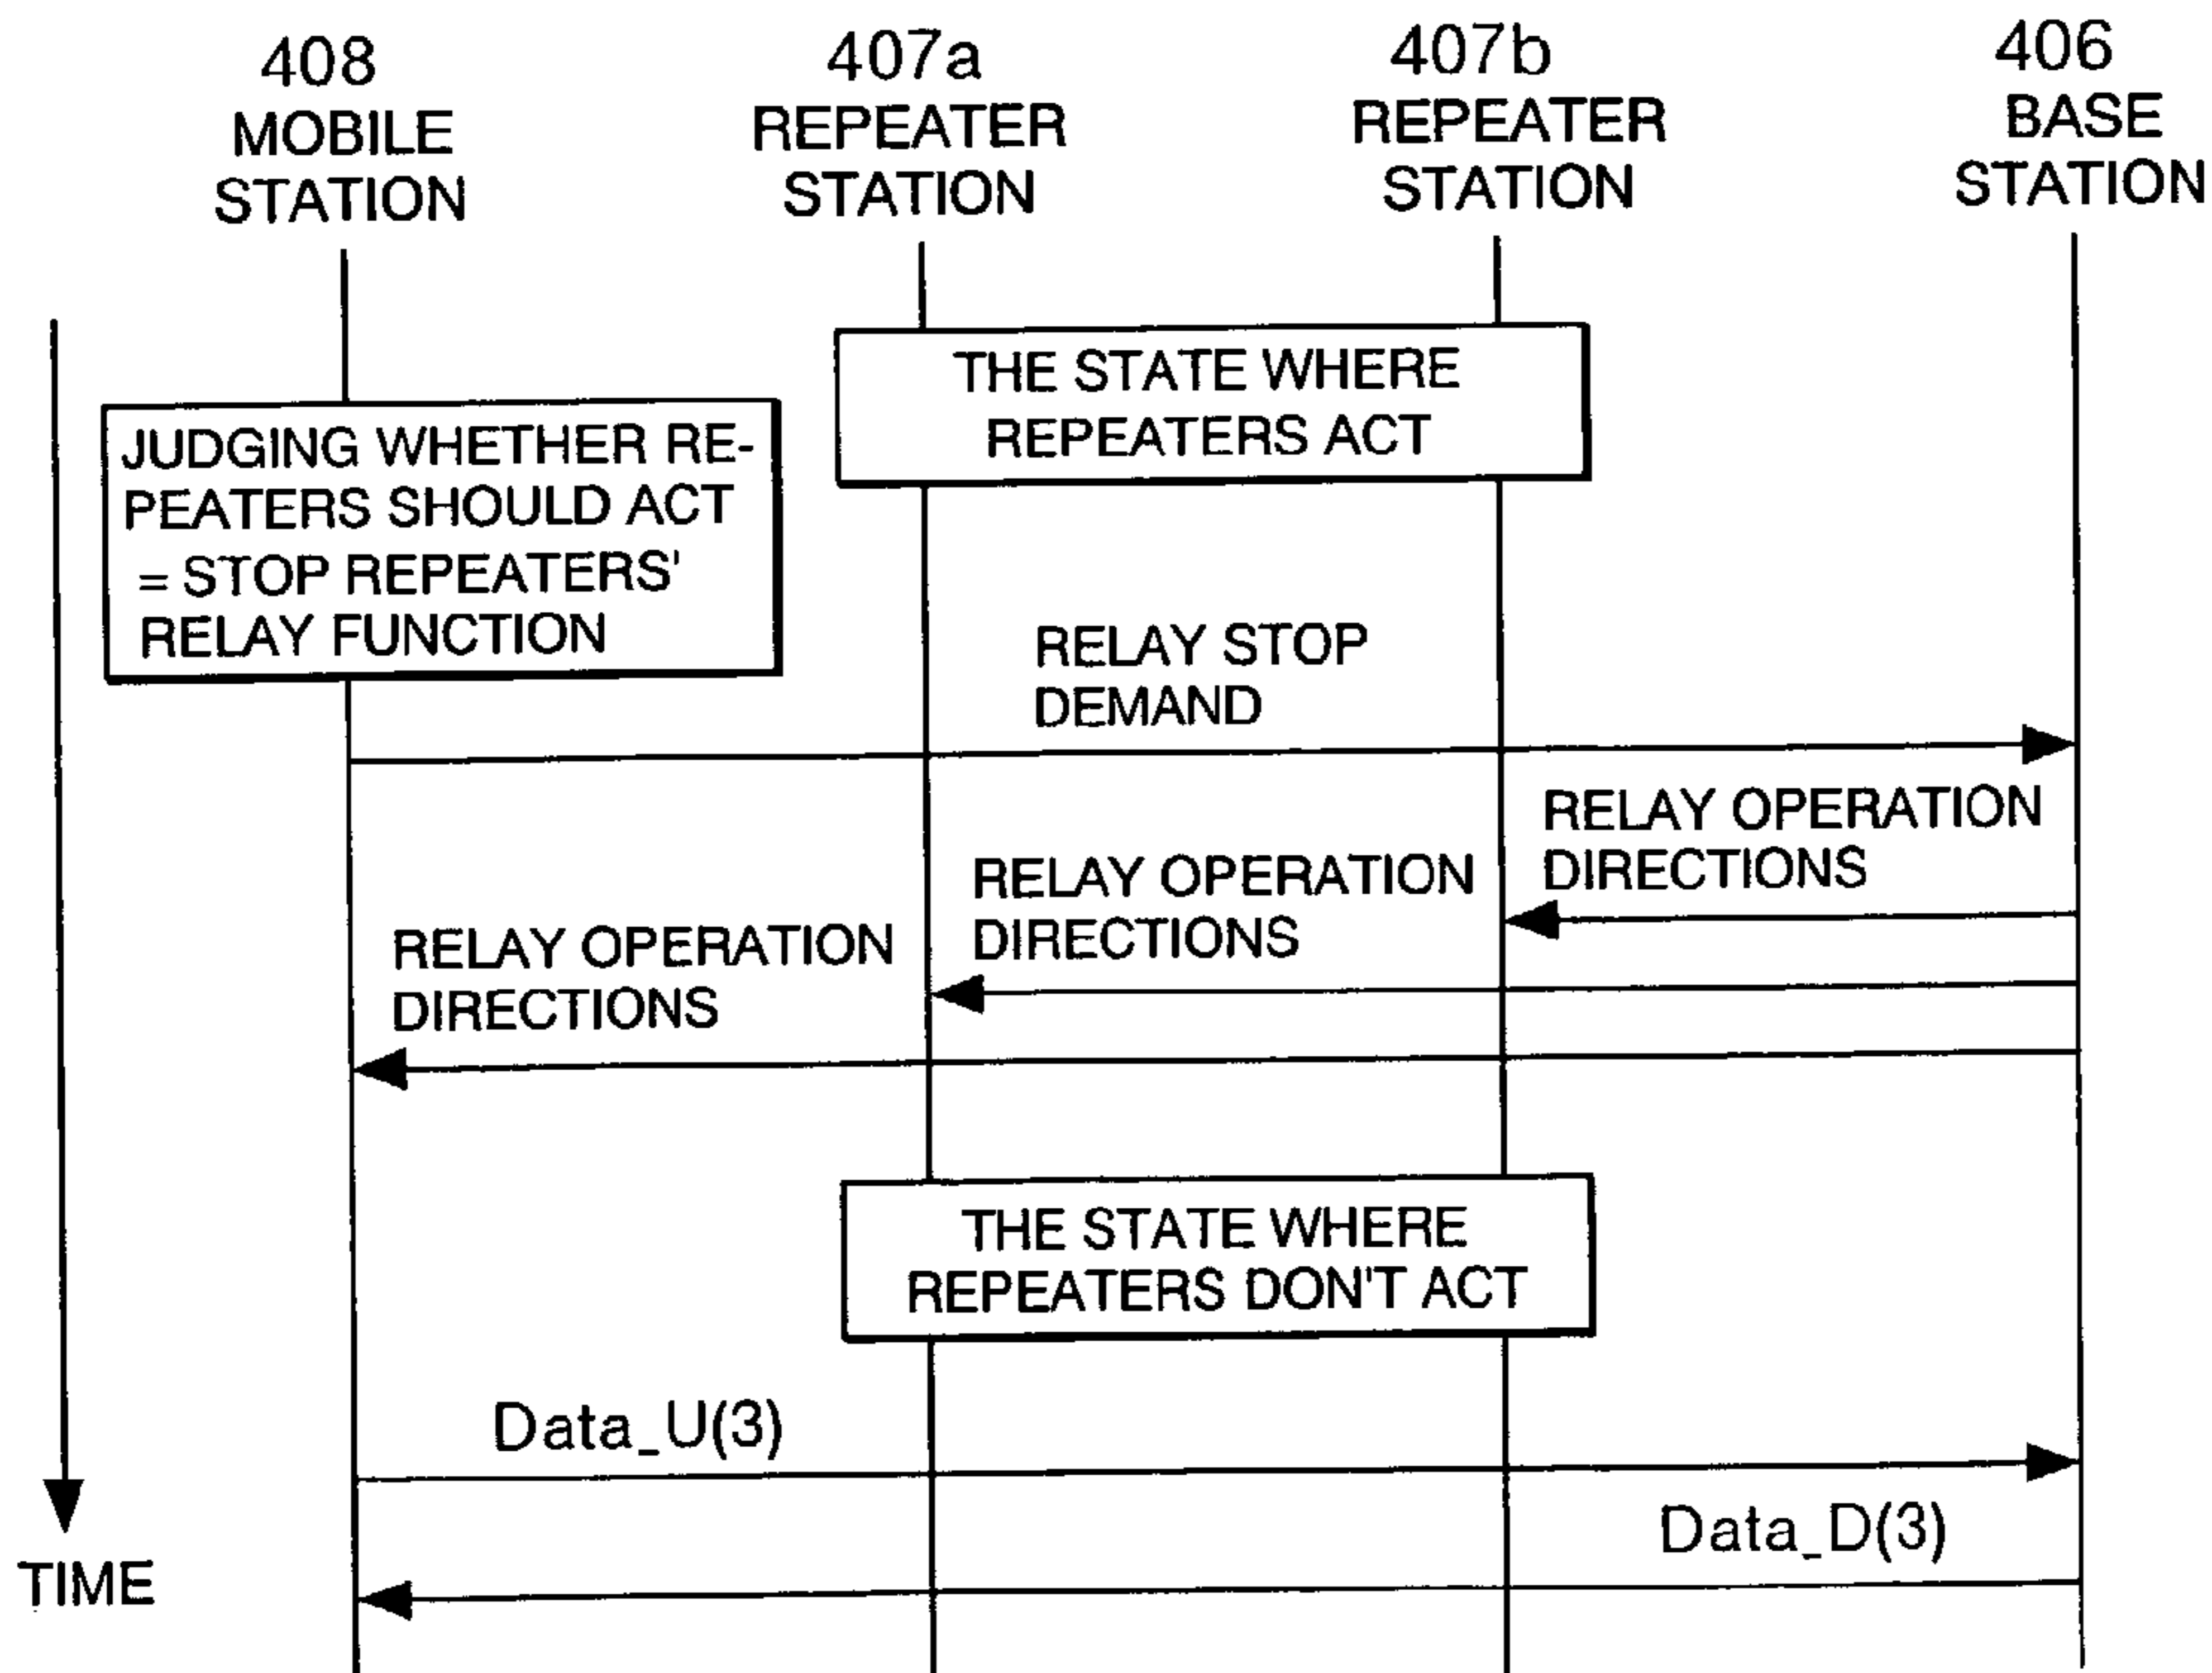 408
MOBILE
STATION
407a
REPEATER
STATION
407b
REPEATER
STATION
406
BASE
STATION
THE STATE WHERE
REPEATERS ACT
JUDGING WHETHER RE-
PEATERS SHOULD ACT
= STOP REPEATERS'
RELAY FUNCTION
RELAY STOP
DEMAND
RELAY OPERATION
DIRECTIONS
RELAY OPERATION
DIRECTIONS
RELAY OPERATION
DIRECTIONS
THE STATE WHERE
REPEATERS DON'T ACT
Data_U(3)
Data_D(3)
TIME